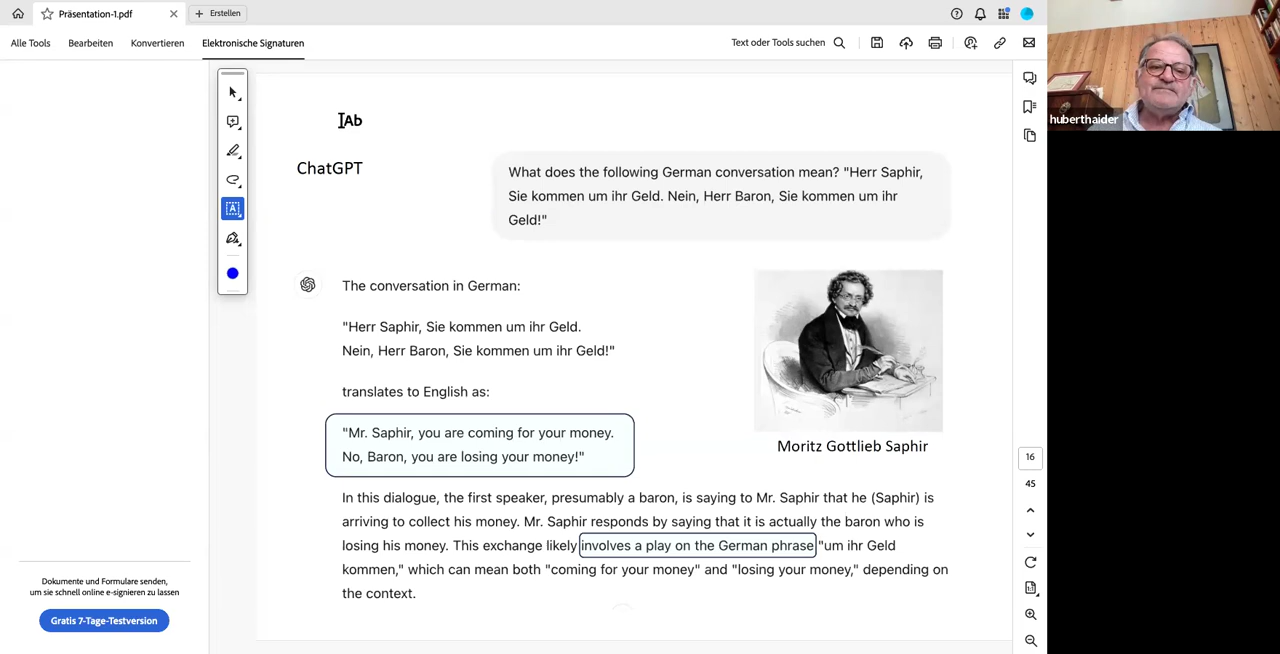 Präsentation-1.pdf
Erstellen
Alle Tools
Bearbeiten
Konvertieren
Elektronische Signaturen
Text oder Tools suchen
huberthaider
Ab
ChatGPT
What does the following German conversation mean? "Herr Saphir,
Sie kommen um ihr Geld. Nein, Herr Baron, Sie kommen um ihr
Geld!"
The conversation in German:
"Herr Saphir, Sie kommen um ihr Geld.
Nein, Herr Baron, Sie kommen um ihr Geld!"
translates to English as:
"Mr. Saphir, you are coming for your money.
No, Baron, you are losing your money!"
Moritz Gottlieb Saphir
In this dialogue, the first speaker, presumably a baron, is saying to Mr. Saphir that he (Saphir) is
arriving to collect his money. Mr. Saphir responds by saying that it is actually the baron who is
losing his money. This exchange likely involves a play on the German phrase "um ihr Geld
kommen," which can mean both "coming for your money" and "losing your money," depending on
the context.
16
45
Dokumente und Formulare senden,
um sie schnell online e-signieren zu lassen
Gratis 7-Tage-Testversion